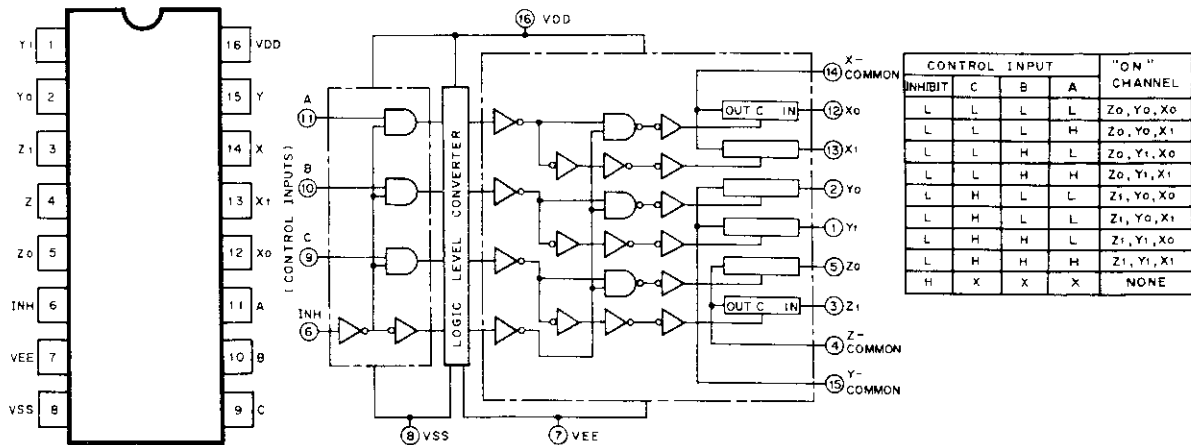 Y1 1
Y0 2
Z1 3
Z 4
Z0 5
INH 6
VEE 7
VSS 8
16 VDD
15 Y
14 X
13 X1
12 X0
11 A
10 B
9 C
16 VDD
(CONTROL INPUTS)
A
11
B
10
C
9
INH
6
LOGIC LEVEL CONVERTER
8 VSS
7 VEE
OUT C IN
OUT C IN
14 X-
COMMON
12 X0
13 X1
2 Y0
1 Y1
5 Z0
3 Z1
4 Z-
COMMON
15 Y-
COMMON
CONTROL INPUT "ON"
CHANNEL
INHIBIT C B A
L L L L Z0, Y0, X0
L L L H Z0, Y0, X1
L L H L Z0, Y1, X0
L L H H Z0, Y1, X1
L H L L Z1, Y0, X0
L H L L Z1, Y0, X1
L H H L Z1, Y1, X0
L H H H Z1, Y1, X1
H X X X NONE